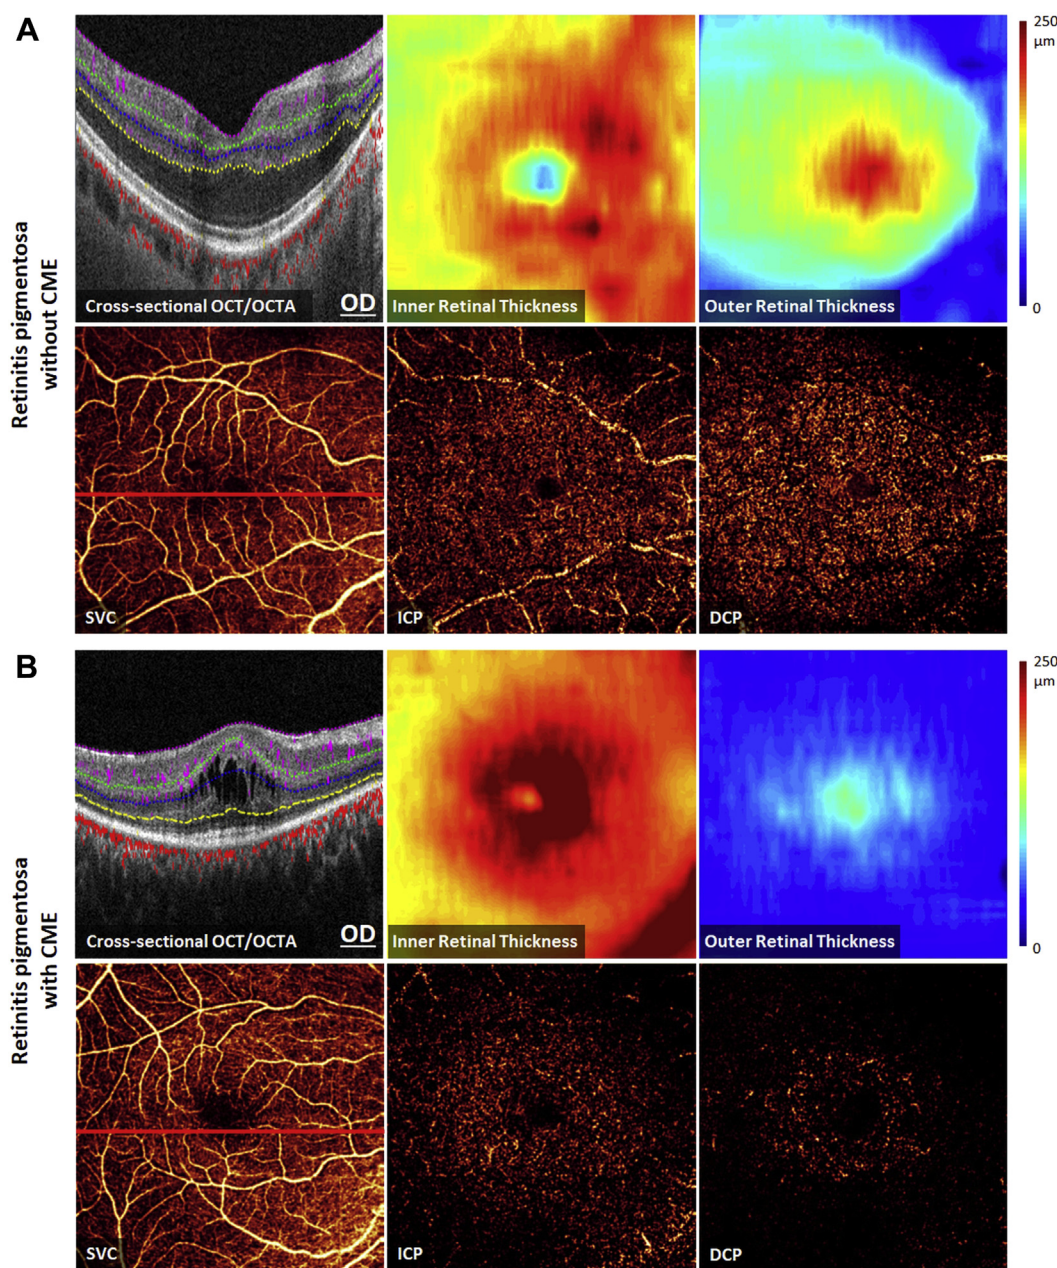 A
Retinitis pigmentosa
without CME
Cross-sectional OCT/OCTA
OD
Inner Retinal Thickness
Outer Retinal Thickness
250
µm
0
SVC
ICP
DCP
B
Retinitis pigmentosa
with CME
Cross-sectional OCT/OCTA
OD
Inner Retinal Thickness
Outer Retinal Thickness
250
µm
0
SVC
ICP
DCP